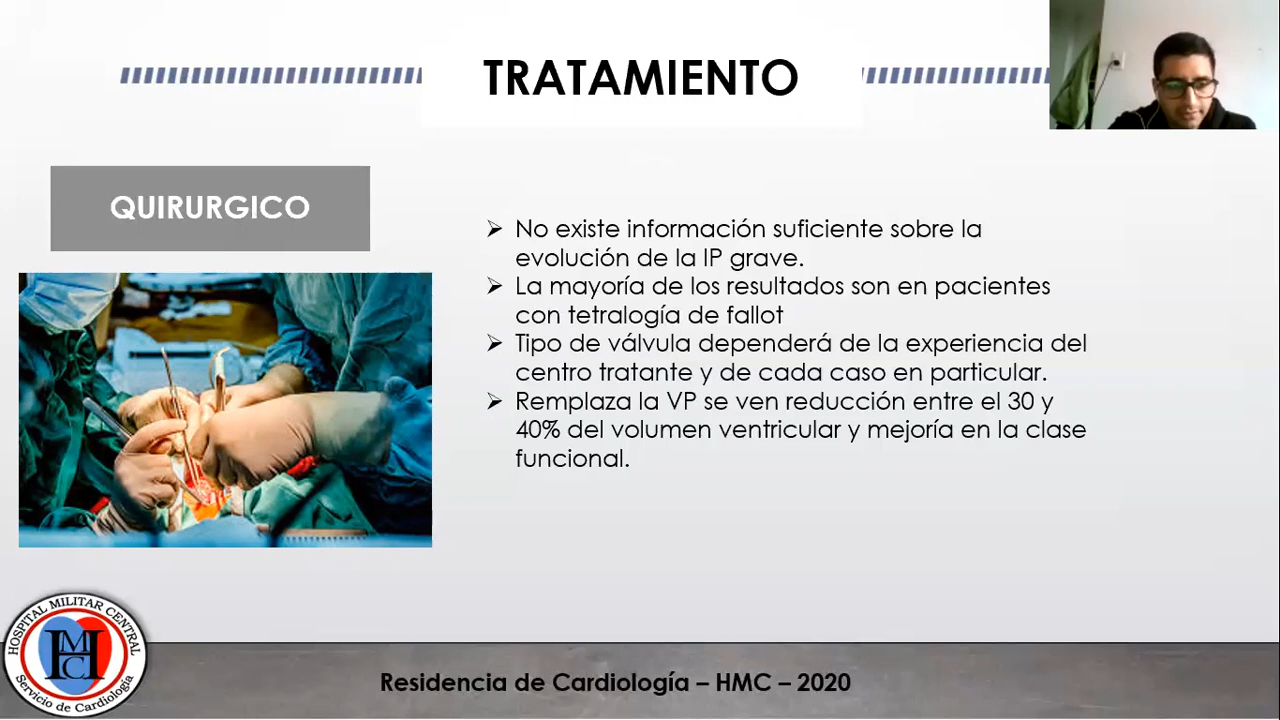 TRATAMIENTO
QUIRURGICO
➢ No existe información suficiente sobre la
evolución de la IP grave.
➢ La mayoría de los resultados son en pacientes
con tetralogía de fallot
➢ Tipo de válvula dependerá de la experiencia del
centro tratante y de cada caso en particular.
➢ Remplaza la VP se ven reducción entre el 30 y
40% del volumen ventricular y mejoría en la clase
funcional.
HOSPITAL MILITAR CENTRAL
HMC
Servicio de Cardiología
Residencia de Cardiología – HMC – 2020